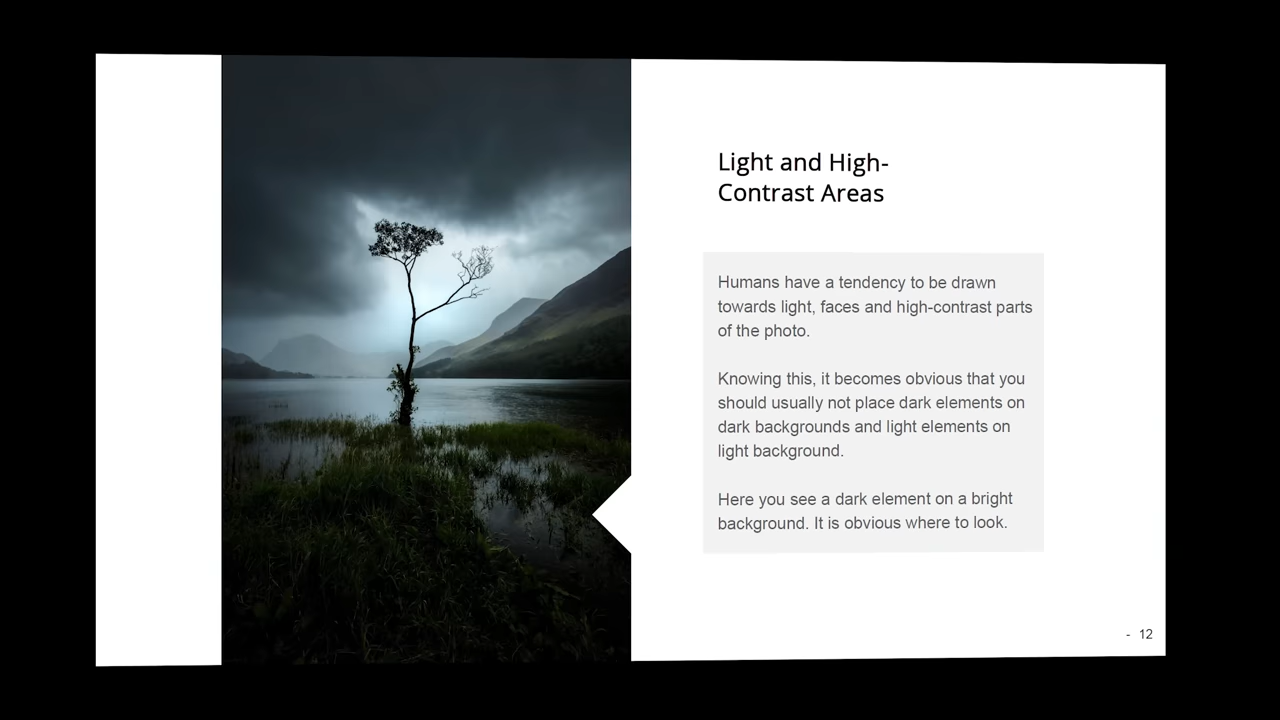 Light and High-
Contrast Areas
Humans have a tendency to be drawn
towards light, faces and high-contrast parts
of the photo.
Knowing this, it becomes obvious that you
should usually not place dark elements on
dark backgrounds and light elements on
light background.
Here you see a dark element on a bright
background. It is obvious where to look.
- 12